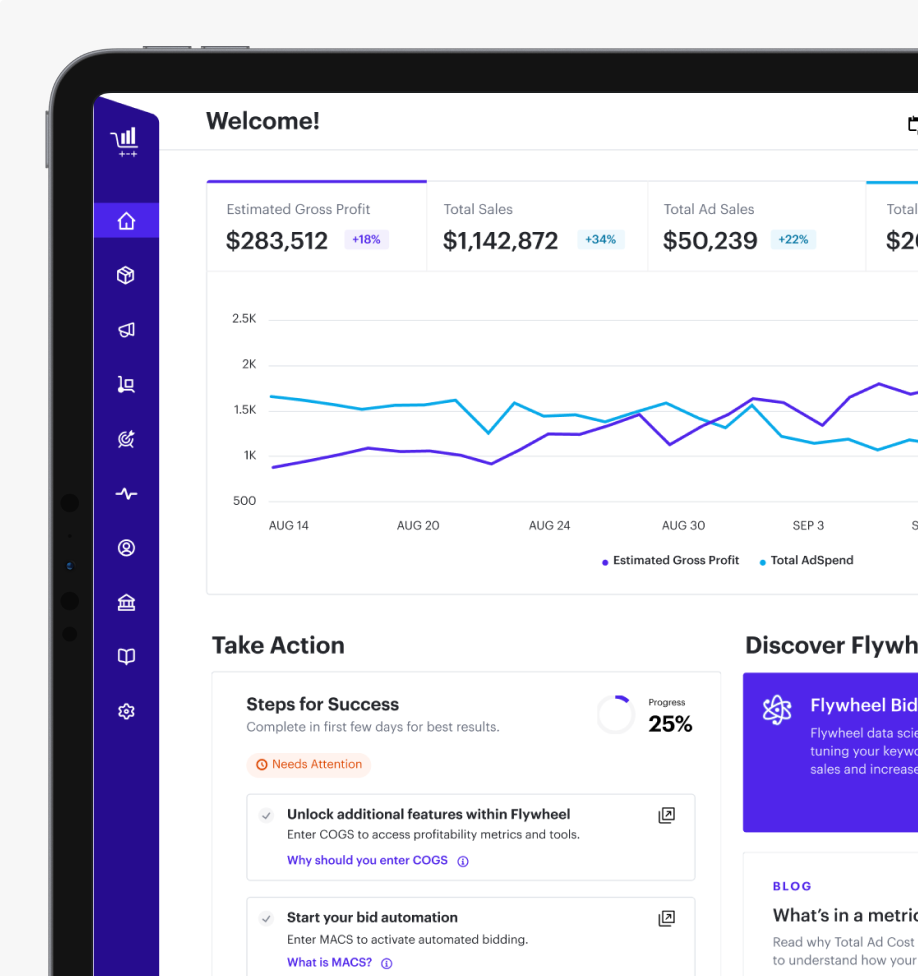 Welcome!
Estimated Gross Profit
$283,512 +18%
Total Sales
$1,142,872 +34%
Total Ad Sales
$50,239 +22%
Total
2.5K
2K
1.5K
1K
500
AUG 14 AUG 20 AUG 24 AUG 30 SEP 3
Estimated Gross Profit Total AdSpend
Take Action
Steps for Success
Complete in first few days for best results.
Progress
25%
Needs Attention
Unlock additional features within Flywheel
Enter COGS to access profitability metrics and tools.
Why should you enter COGS
Start your bid automation
Enter MACS to activate automated bidding.
What is MACS?
Discover Flywh
Flywheel Bid
Flywheel data scie
tuning your keywo
sales and increase
BLOG
What's in a metric
Read why Total Ad Cost
to understand how your